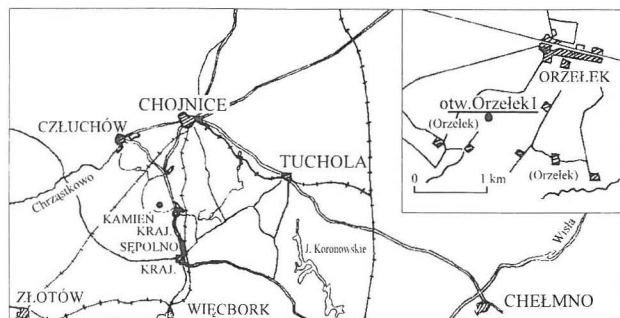 CHOJNICE
CZŁUCHÓW
Chrząstkowo
TUCHOLA
KAMIEŃ
KRAJ.
SĘPOLNO
KRAJ.
J. Koronowskie
ZŁOTÓW
WIĘCBORK
CHEŁMNO
Wisła
ORZEŁEK
otw.Orzełek1
(Orzełek)
(Orzełek)
0 1 km